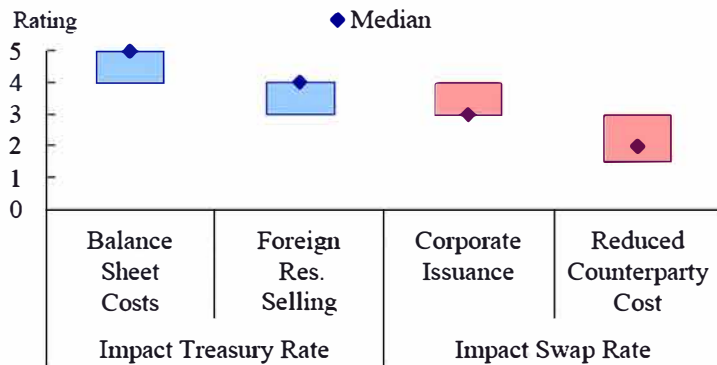 Rating
Median
5
4
3
2
1
0
Balance
Sheet
Costs
Foreign
Res.
Selling
Corporate
Issuance
Reduced
Counterparty
Cost
Impact Treasury Rate
Impact Swap Rate